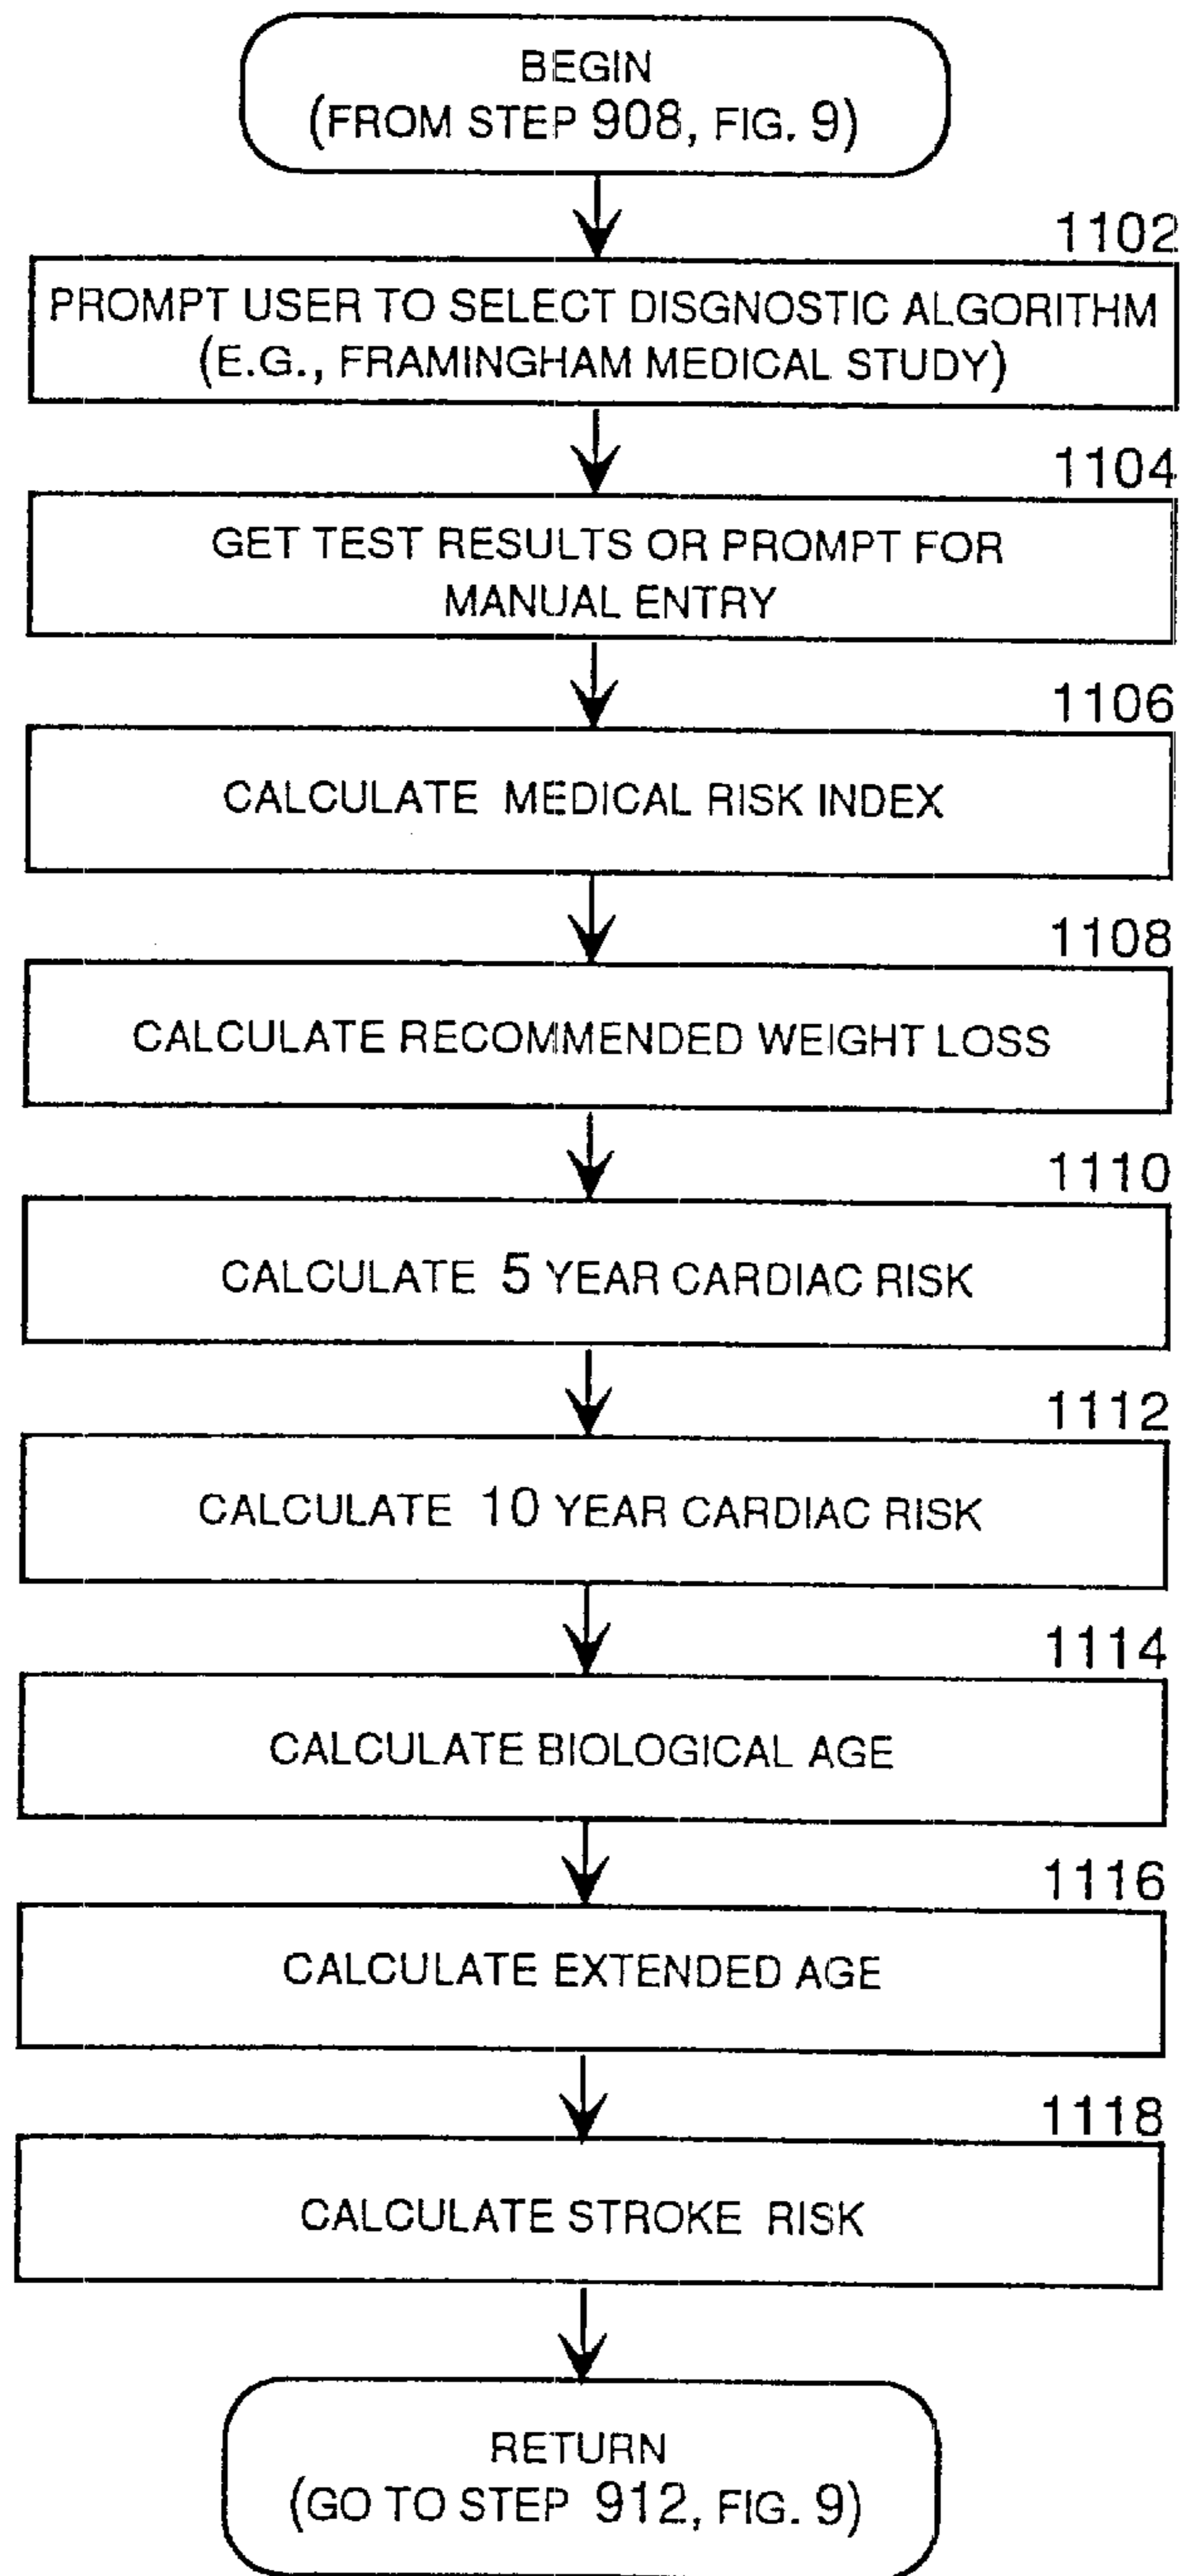 BEGIN
(FROM STEP 908, FIG. 9)
1102
PROMPT USER TO SELECT DISGNOSTIC ALGORITHM
(E.G., FRAMINGHAM MEDICAL STUDY)
1104
GET TEST RESULTS OR PROMPT FOR
MANUAL ENTRY
1106
CALCULATE MEDICAL RISK INDEX
1108
CALCULATE RECOMMENDED WEIGHT LOSS
1110
CALCULATE 5 YEAR CARDIAC RISK
1112
CALCULATE 10 YEAR CARDIAC RISK
1114
CALCULATE BIOLOGICAL AGE
1116
CALCULATE EXTENDED AGE
1118
CALCULATE STROKE RISK
RETURN
(GO TO STEP 912, FIG. 9)